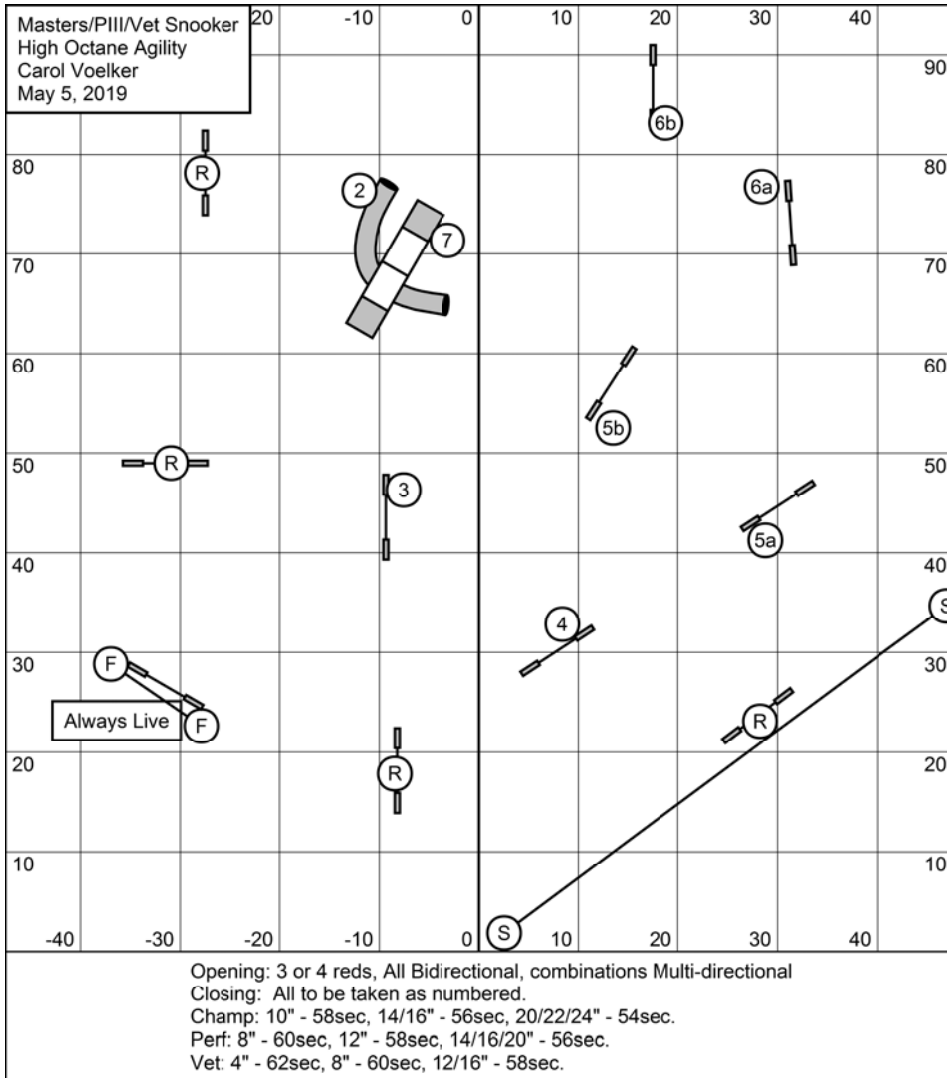 Masters/PIII/Vet Snooker
High Octane Agility
Carol Voelker
May 5, 2019
20 -10 0 10 20 30 40
90 90
6b
80 80
R 2 6a
7
70 70
60 60
5b
50 50
R 3
5a
40 40
4 S
30 30
F
R
Always Live F
20 20
R
10 10
-40 -30 -20 -10 0 10 20 30 40
S
Opening: 3 or 4 reds, All Bidirectional, combinations Multi-directional
Closing: All to be taken as numbered.
Champ: 10" - 58sec, 14/16" - 56sec, 20/22/24" - 54sec.
Perf: 8" - 60sec, 12" - 58sec, 14/16/20" - 56sec.
Vet: 4" - 62sec, 8" - 60sec, 12/16" - 58sec.